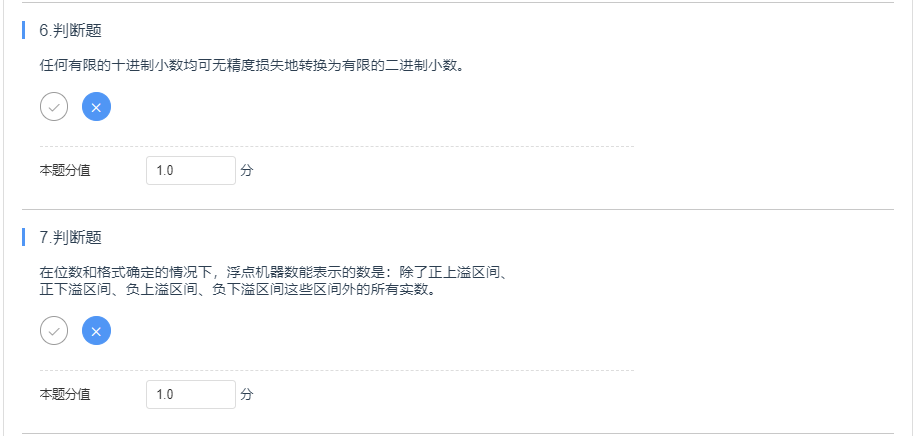 6.判断题
任何有限的十进制小数均可无精度损失地转换为有限的二进制小数。
本题分值 1.0 分
7.判断题
在位数和格式确定的情况下，浮点机器数能表示的数是：除了正上溢区间、
正下溢区间、负上溢区间、负下溢区间这些区间外的所有实数。
本题分值 1.0 分